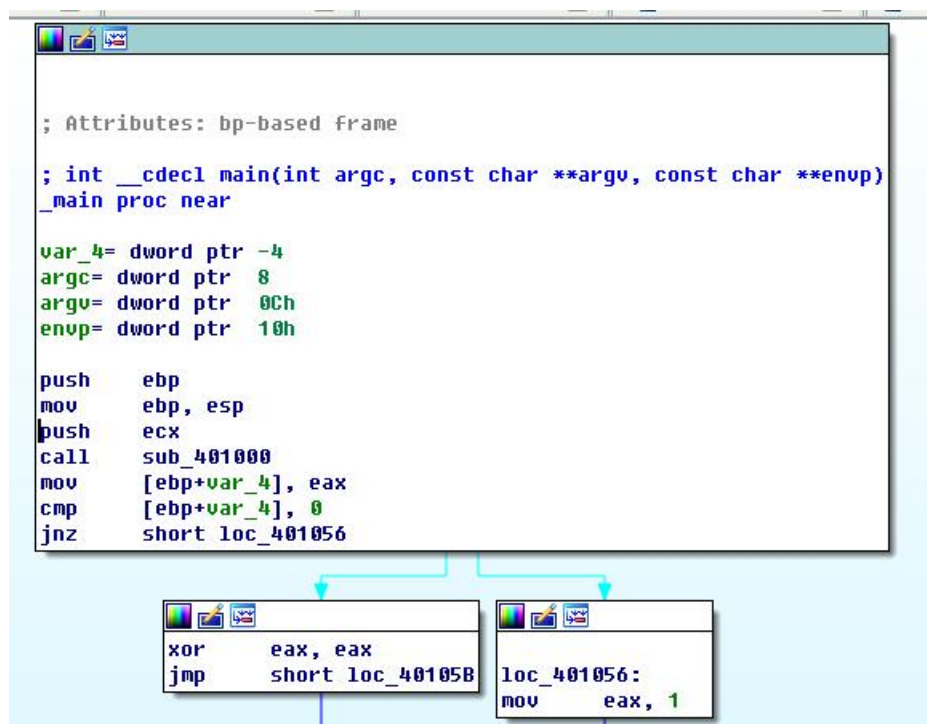 ; Attributes: bp-based frame
; int __cdecl main(int argc, const char **argv, const char **envp)
_main proc near
var_4= dword ptr -4
argc= dword ptr  8
argv= dword ptr  0Ch
envp= dword ptr  10h
push    ebp
mov     ebp, esp
push    ecx
call    sub_401000
mov     [ebp+var_4], eax
cmp     [ebp+var_4], 0
jnz     short loc_401056
xor     eax, eax
jmp     short loc_40105B
loc_401056:
mov     eax, 1